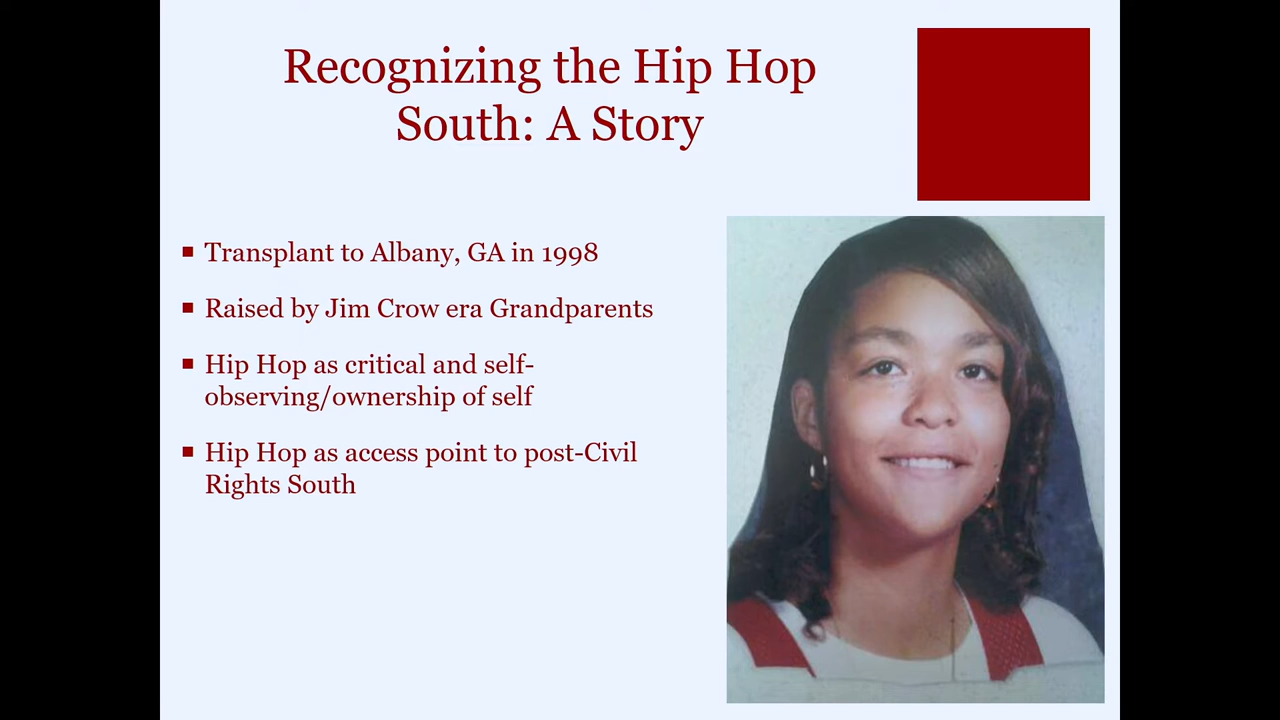 Recognizing the Hip Hop
South: A Story
Transplant to Albany, GA in 1998
Raised by Jim Crow era Grandparents
Hip Hop as critical and self-
observing/ownership of self
Hip Hop as access point to post-Civil
Rights South